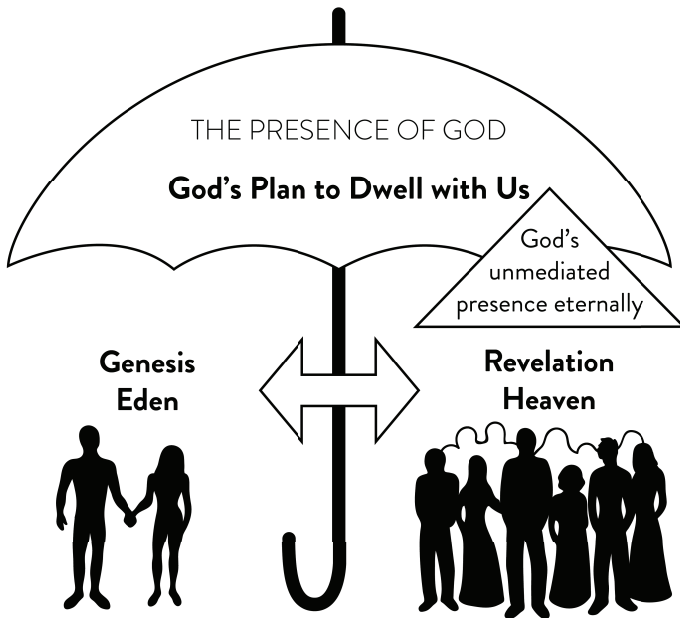 THE PRESENCE OF GOD
God's Plan to Dwell with Us
God's
unmediated
presence eternally
Genesis
Eden
Revelation
Heaven